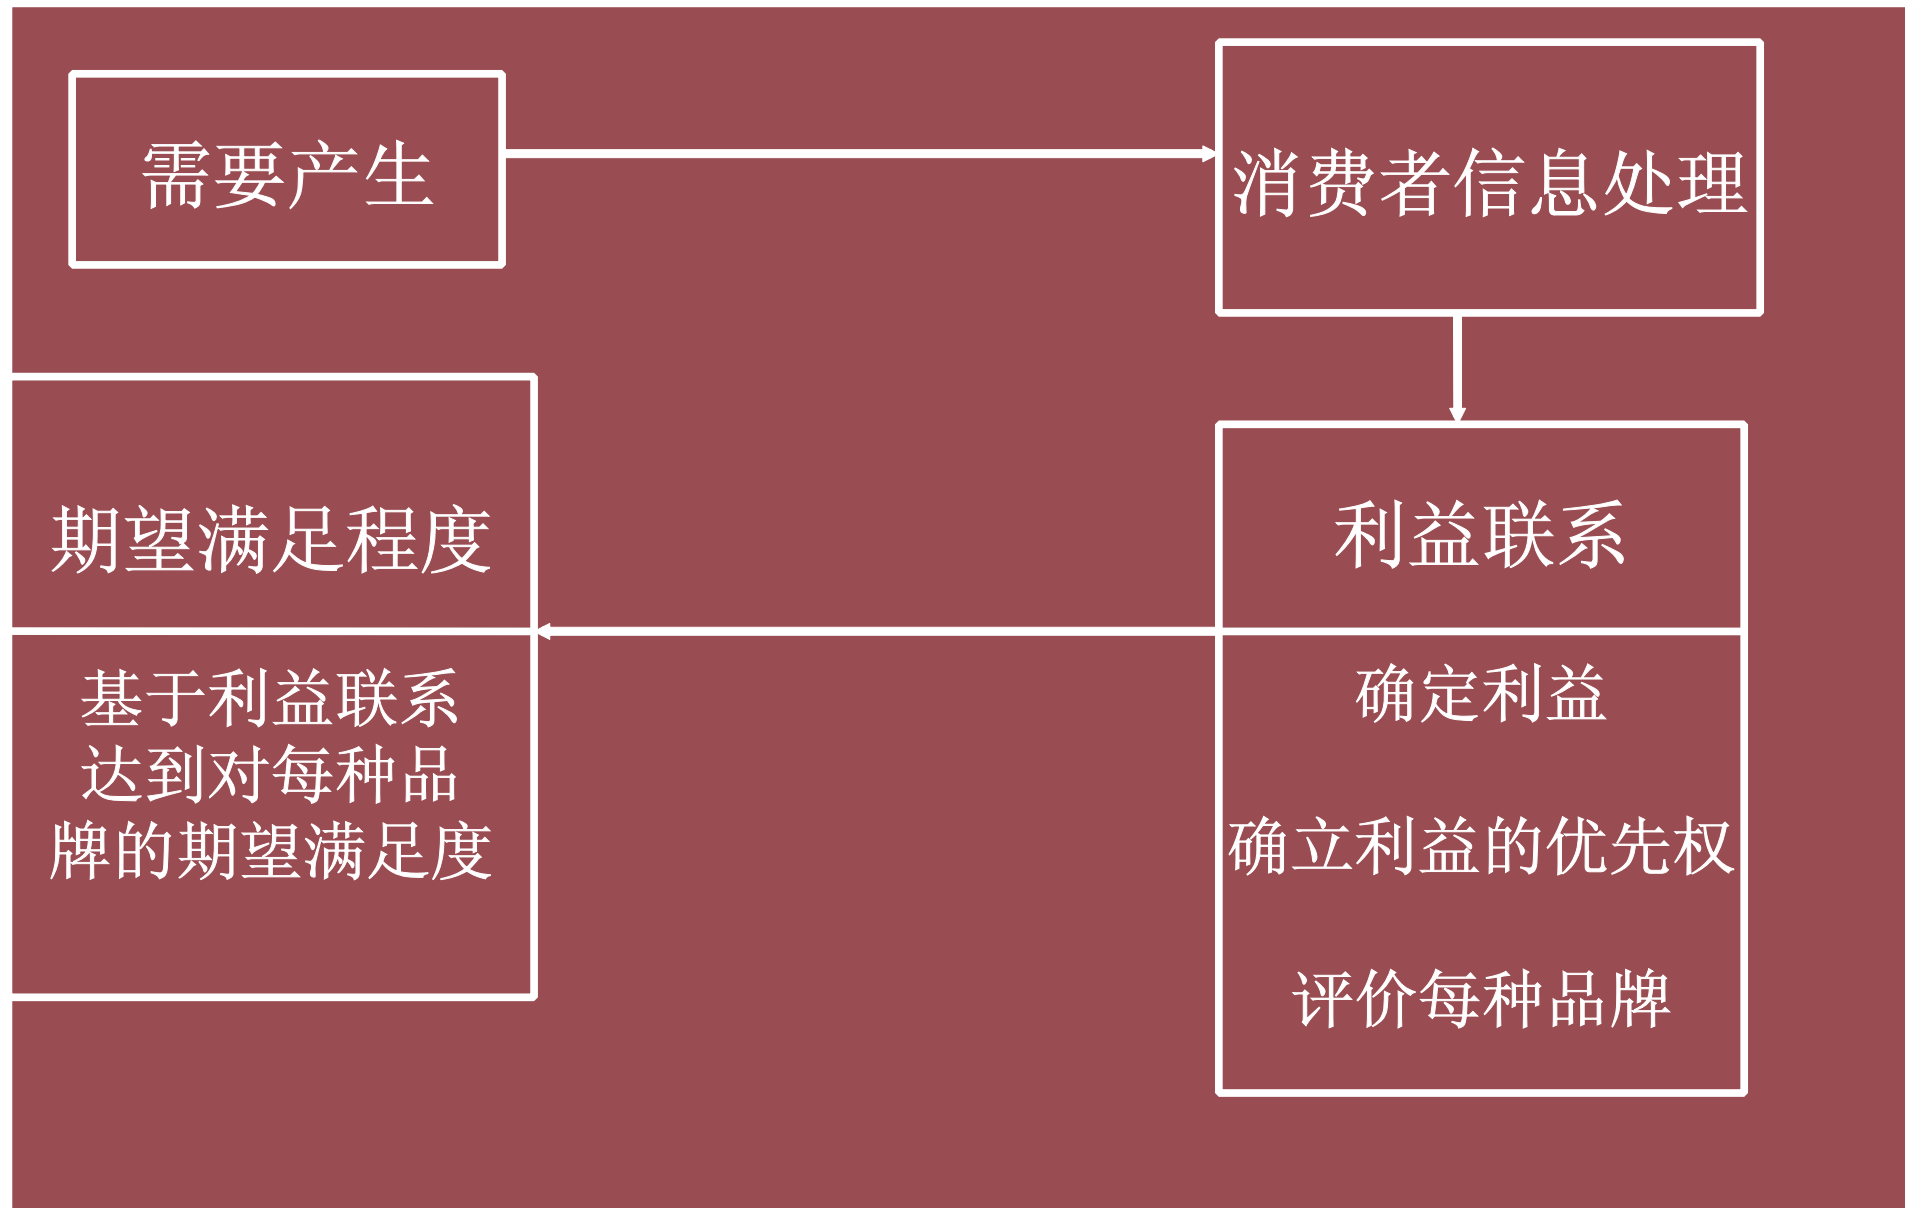 需要产生
消费者信息处理
利益联系
确定利益
确立利益的优先权
评价每种品牌
期望满足程度
基于利益联系
达到对每种品
牌的期望满足度